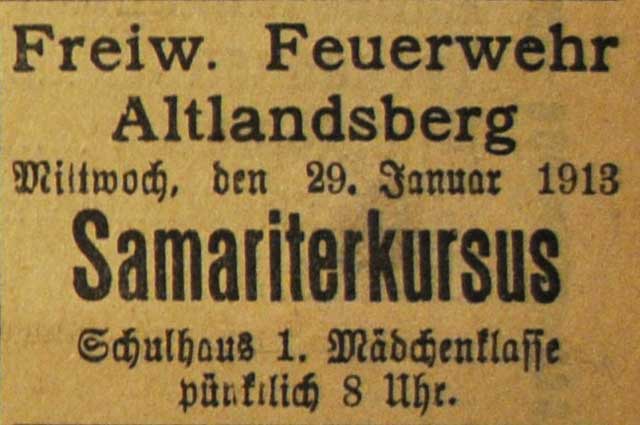 Freiw. Feuerwehr
Altlandsberg
Mittwoch, den 29. Januar 1913
Samariterkursus
Schulhaus 1. Mädchenklasse
pünktlich 8 Uhr.